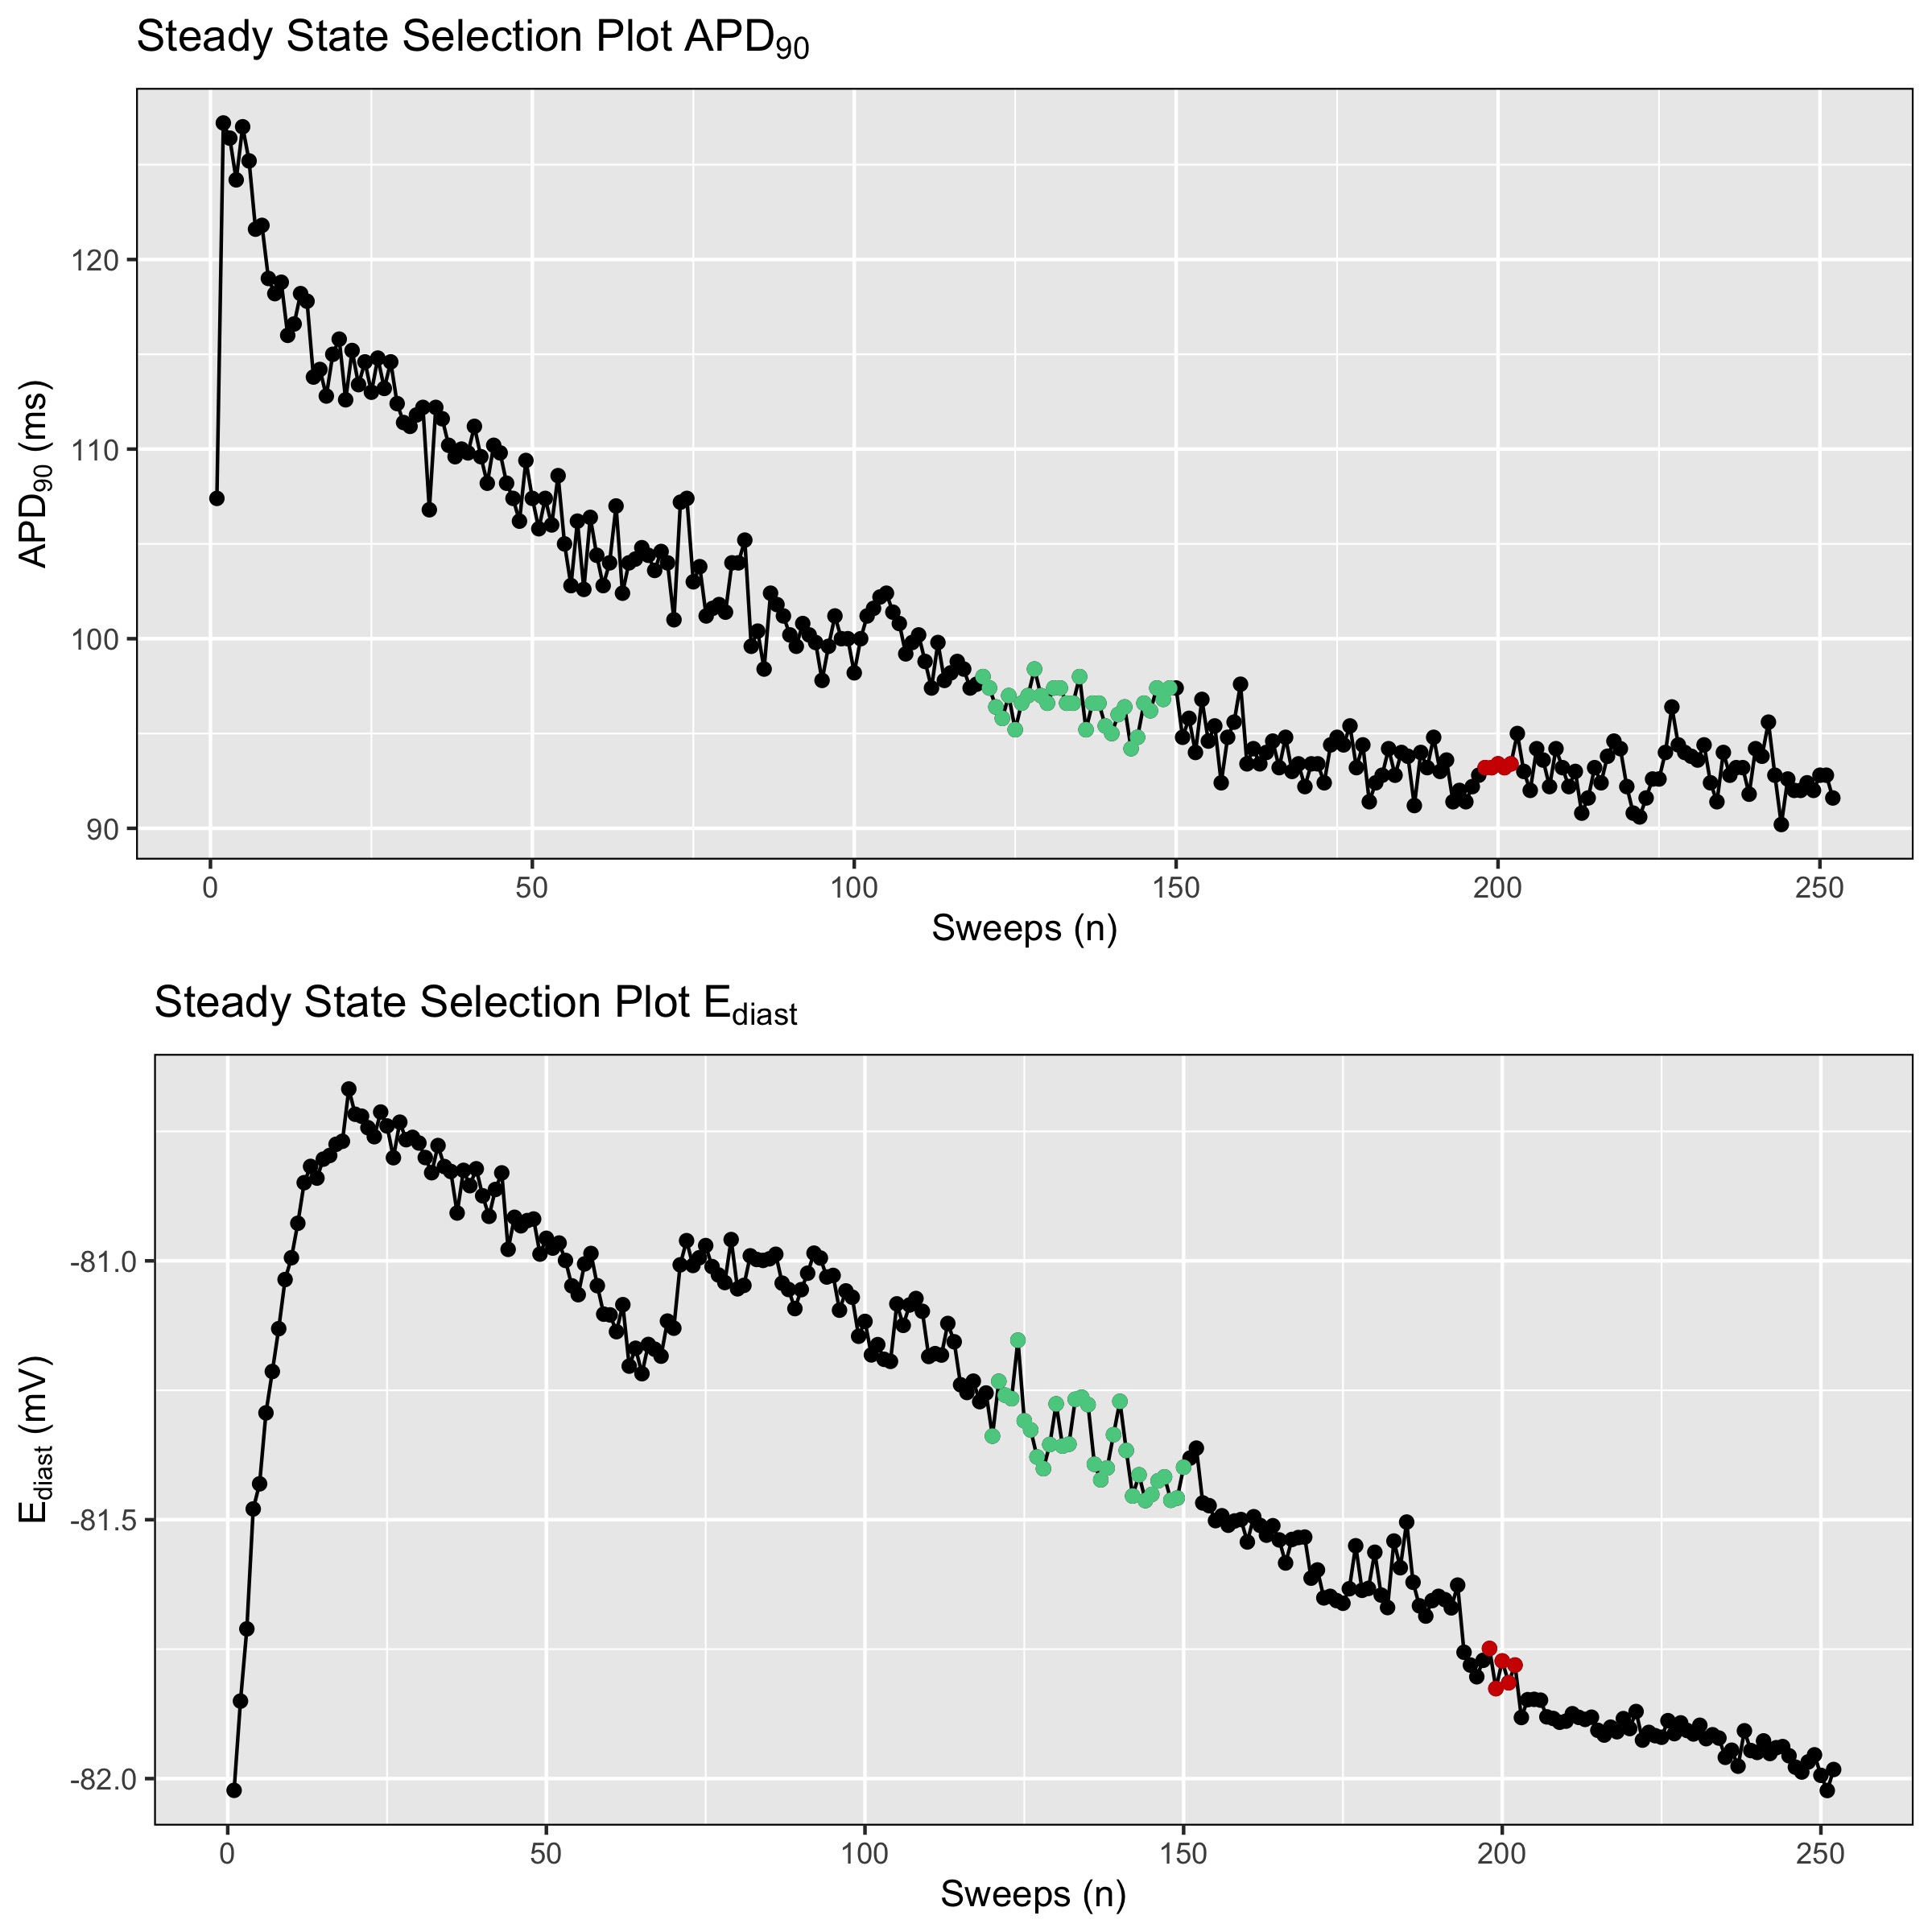 Steady State Selection Plot APD90
120
110
100
90
APD90 (ms)
0 50 100 150 200 250
Sweeps (n)
Steady State Selection Plot Ediast
-81.0
-81.5
-82.0
Ediast (mV)
0 50 100 150 200 250
Sweeps (n)